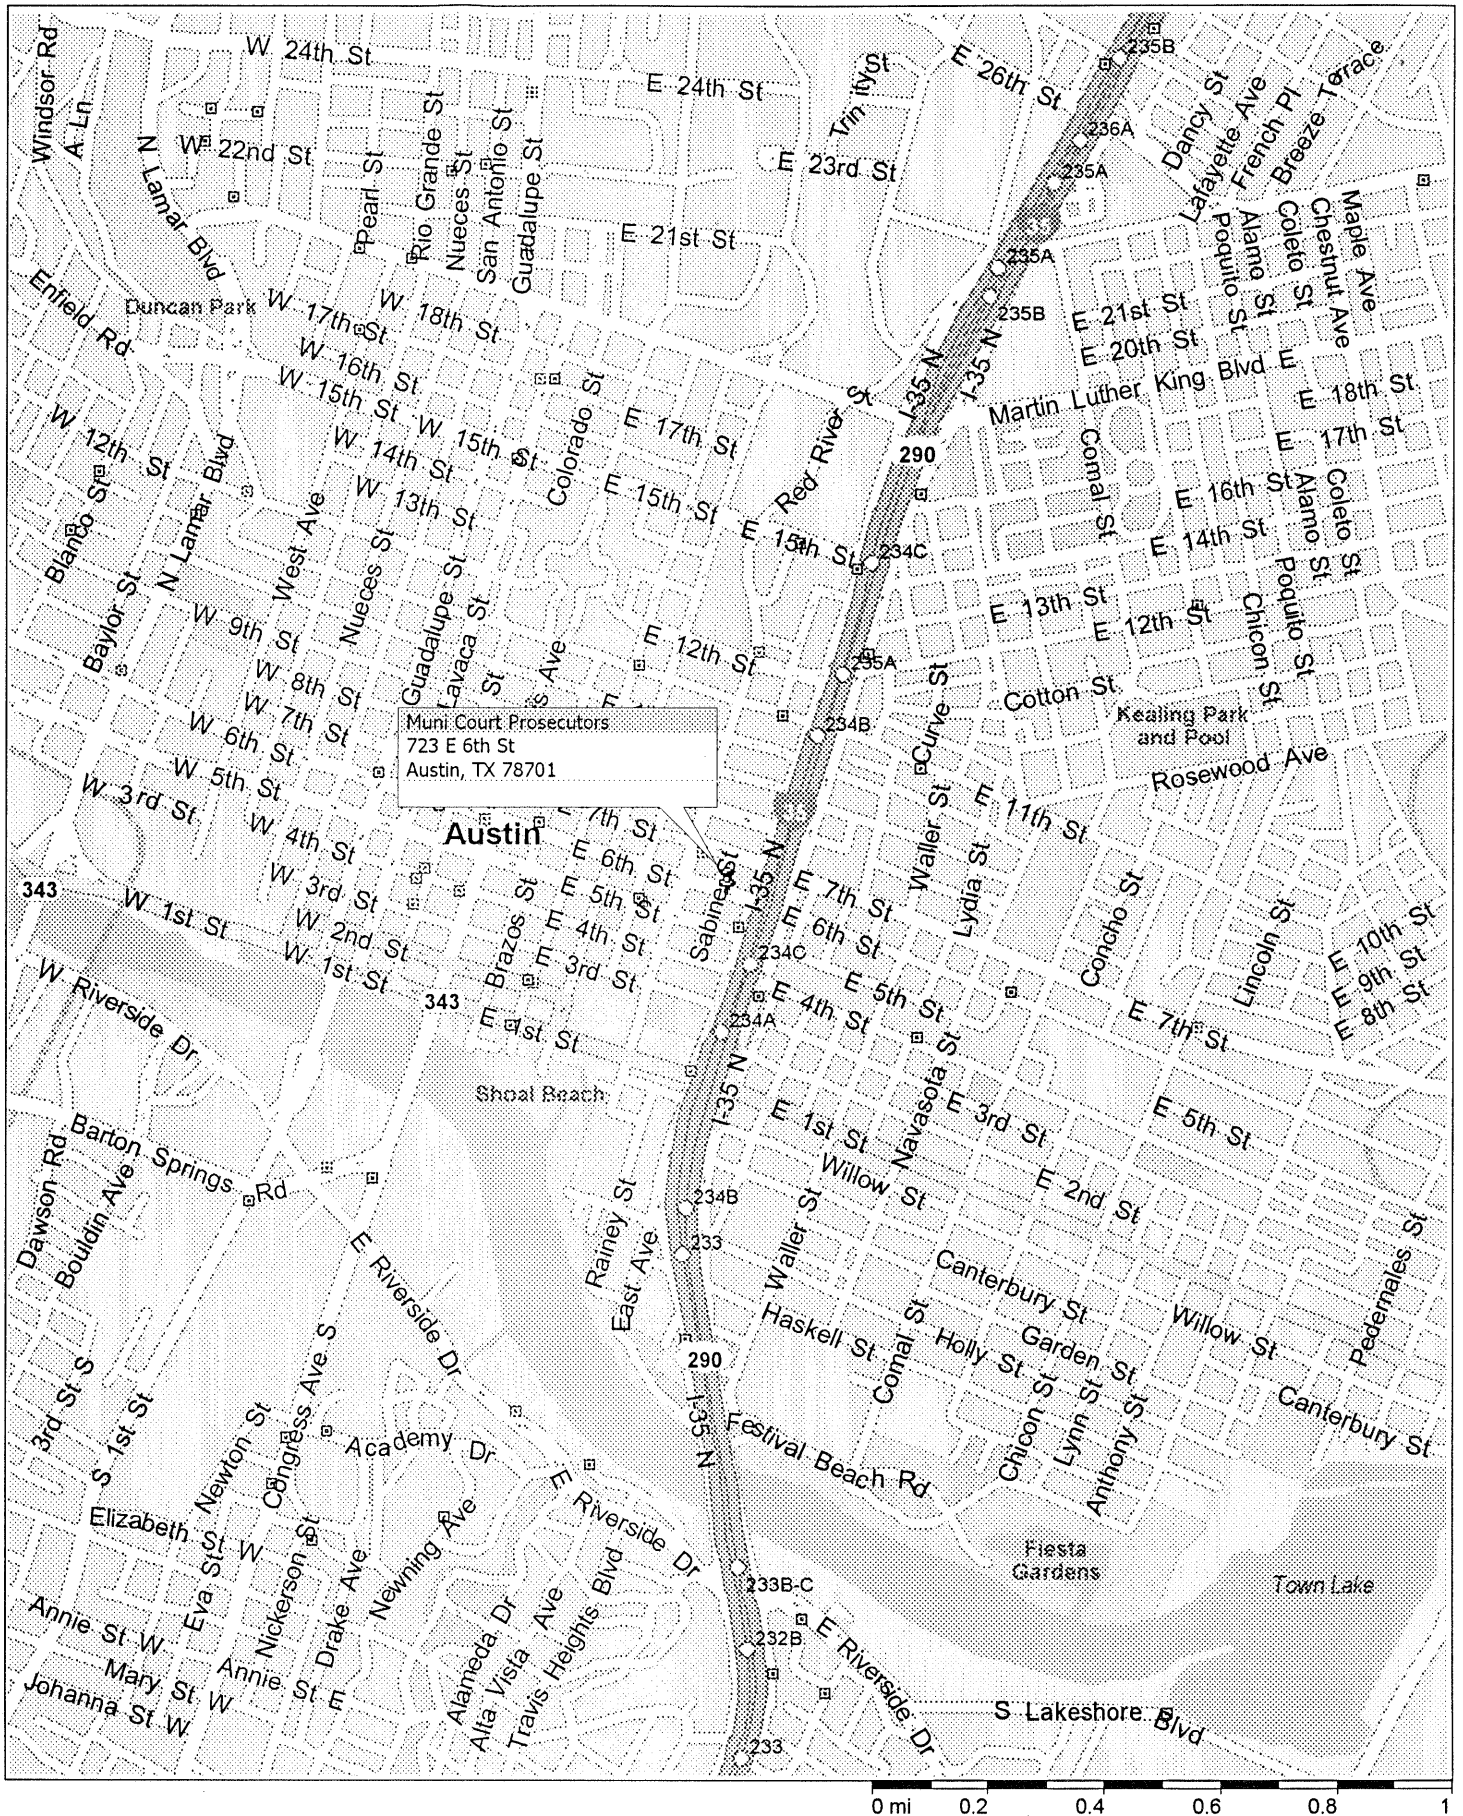 W 24th St
E 24th St
Trinity St
E 26th St
235B
Windsor Rd
A Ln
N Lamar Blvd
W 22nd St
Pearl St
Rio Grande St
Nueces St
San Antonio St
Guadalupe St
E 23rd St
236A
235A
Dancy St
Lafayette Ave
French Pl
Breeze Terrace
E 21st St
235A
235B
Poquito St
Alamo St
Coleto St
Chestnut Ave
Maple Ave
Enfield Rd
Duncan Park
W 17th St
W 18th St
W 16th St
W 15th St
W 15th St
W 14th St
W 13th St
Colorado St
E 17th St
E 15th St
E 15th St
Red River St
I-35 N
I-35 N
290
E 21st St
E 20th St
Martin Luther King Blvd E
E 18th St
E 17th St
E 16th St
E 14th St
Comal St
Alamo St
Coleto St
W 12th St
Blanco St
N Lamar Blvd
Baylor St
West Ave
Nueces St
Guadalupe St
Lavaca St
St
s Ave
234C
E 13th St
E 12th St
Chicon St
Poquito St
W 9th St
W 8th St
W 7th St
W 6th St
W 5th St
W 4th St
W 3rd St
E 12th St
E
235A
234B
Curve St
Cotton St
Kealing Park
and Pool
Rosewood Ave
Muni Court Prosecutors
723 E 6th St
Austin, TX 78701
Austin
7th St
E 6th St
E 5th St
E 4th St
E 3rd St
E 1st St
Brazos St
Sabine St
I-35 N
E 11th St
Waller St
Lydia St
E 7th St
E 6th St
E 5th St
E 4th St
Concho St
Lincoln St
E 10th St
E 9th St
E 8th St
343
W 1st St
W 3rd St
W 2nd St
W 1st St
343
W Riverside Dr
234C
234A
E 7th St
Navasota St
Shoal Beach
I-35 N
E 1st St
E 3rd St
E 5th St
Willow St
E 2nd St
Barton Springs Rd
Dawson Rd
Bouldin Ave
234B
233
Rainey St
East Ave
Waller St
Canterbury St
Haskell St
Comal St
Holly St
Garden St
Willow St
Pedernales St
Canterbury St
E Riverside Dr
290
I-35 N
Festival Beach Rd
Chicon St
Lynn St
Anthony St
3rd St S
S 1st St
Newton St
Congress Ave S
Academy Dr
E Riverside Dr
Elizabeth St W
Eva St
Nickerson St
Drake Ave
Newning Ave
Alameda Dr
Alta Vista Ave
Travis Heights Blvd
Annie St W
Mary St W
Johanna St W
Annie St E
Fiesta
Gardens
Town Lake
233B-C
232B
E Riverside Dr
S Lakeshore Blvd
233
0 mi 0.2 0.4 0.6 0.8 1